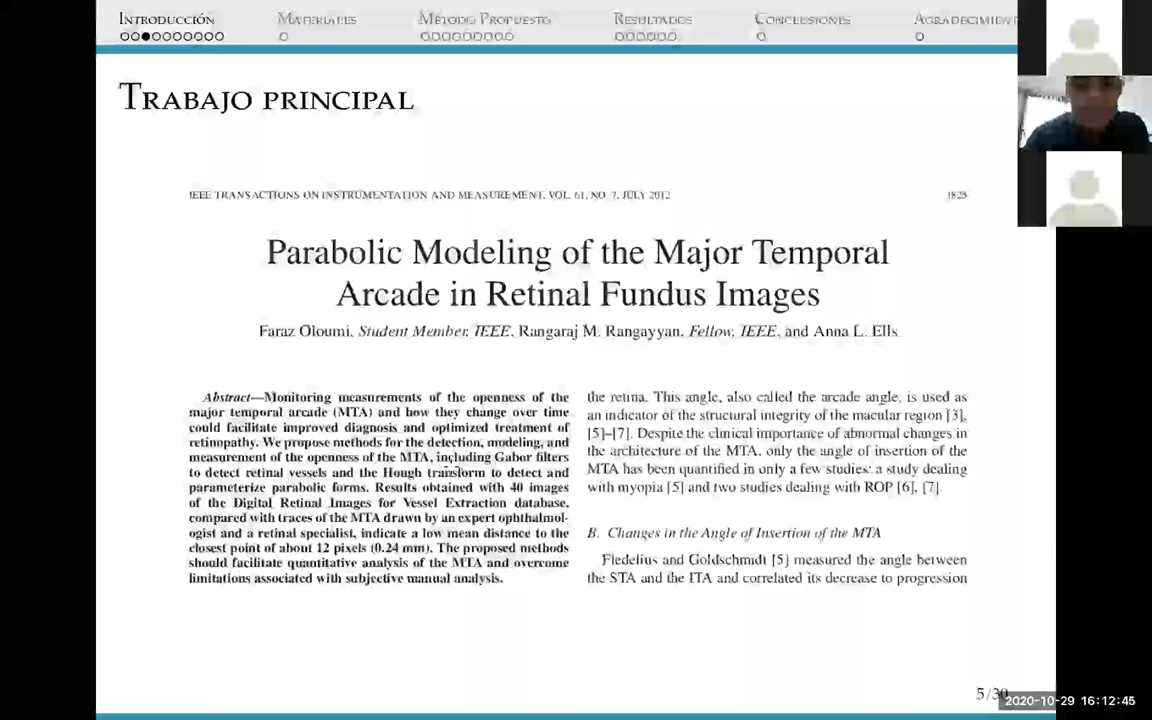 Introducción
Materiales
Método Propuesto
Resultados
Conclusiones
Trabajo principal
IEEE TRANSACTIONS ON INSTRUMENTATION AND MEASUREMENT, VOL. 61, NO. 7, JULY 2012
1825
Parabolic Modeling of the Major Temporal
Arcade in Retinal Fundus Images
Faraz Oloumi, Student Member, IEEE, Rangaraj M. Rangayyan, Fellow, IEEE, and Anna L. Ells
Abstract—Monitoring measurements of the openness of the
major temporal arcade (MTA) and how they change over time
could facilitate improved diagnosis and optimized treatment of
retinopathy. We propose methods for the detection, modeling, and
measurement of the openness of the MTA, including Gabor filters
to detect retinal vessels and the Hough transform to detect and
parameterize parabolic forms. Results obtained with 40 images
of the Digital Retinal Images for Vessel Extraction database,
compared with traces of the MTA drawn by an expert ophthalmol-
ogist and a retinal specialist, indicate a low mean distance to the
closest point of about 12 pixels (0.24 mm). The proposed methods
should facilitate quantitative analysis of the MTA and overcome
limitations associated with subjective manual analysis.
the retina. This angle, also called the arcade angle, is used as
an indicator of the structural integrity of the macular region [3],
[5]–[7]. Despite the clinical importance of abnormal changes in
the architecture of the MTA, only the angle of insertion of the
MTA has been quantified in only a few studies: a study dealing
with myopia [5] and two studies dealing with ROP [6], [7].
B. Changes in the Angle of Insertion of the MTA
Fledelius and Goldschmidt [5] measured the angle between
the STA and the ITA and correlated its decrease to progression
5/30
2020-10-29 16:12:45